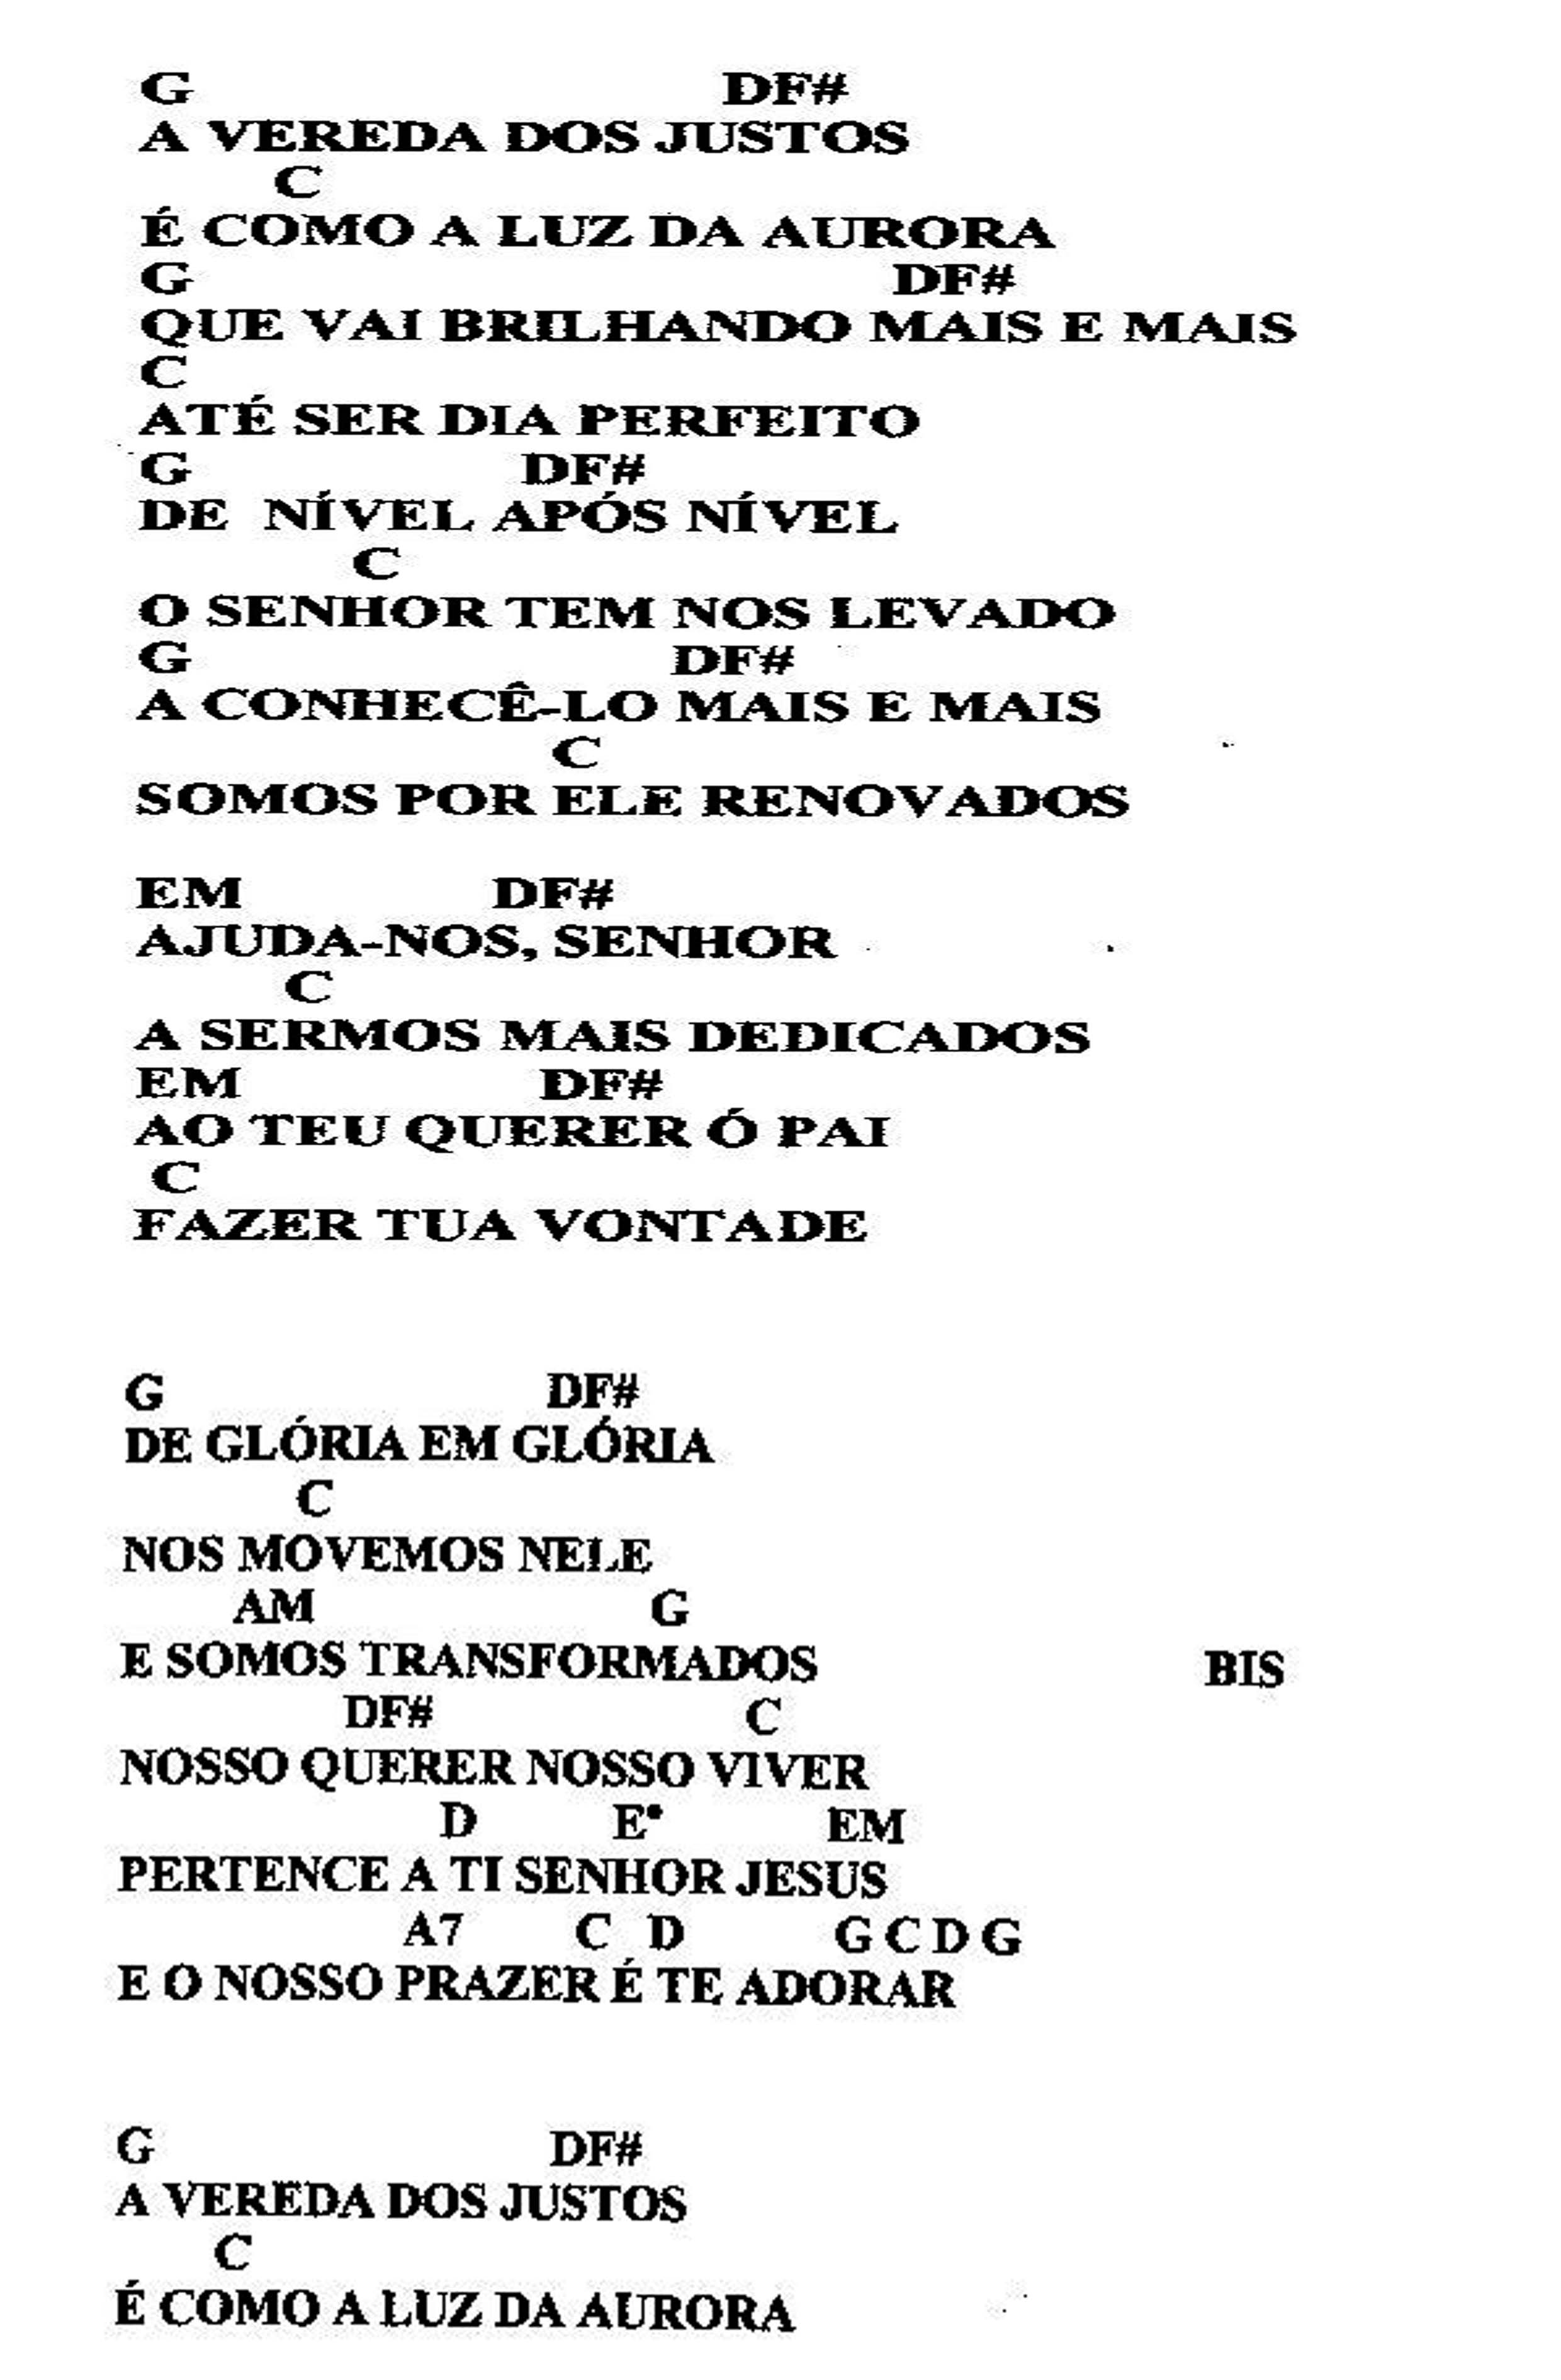 G DF#
A VEREDA DOS JUSTOS
C
É COMO A LUZ DA AURORA
G DF#
QUE VAI BRILHANDO MAIS E MAIS
C
ATÉ SER DIA PERFEITO
G DF#
DE NÍVEL APÓS NÍVEL
C
O SENHOR TEM NOS LEVADO
G DF#
A CONHECÊ-LO MAIS E MAIS
C
SOMOS POR ELE RENOVADOS
EM DF#
AJUDA-NOS, SENHOR
C
A SERMOS MAIS DEDICADOS
EM DF#
AO TEU QUERER Ó PAI
C
FAZER TUA VONTADE
G DF#
DE GLÓRIA EM GLÓRIA
C
NOS MOVEMOS NELE
AM G
E SOMOS TRANSFORMADOS BIS
DF# C
NOSSO QUERER NOSSO VIVER
D Eº EM
PERTENCE A TI SENHOR JESUS
A7 C D G C D G
E O NOSSO PRAZER É TE ADORAR
G DF#
A VEREDA DOS JUSTOS
C
É COMO A LUZ DA AURORA